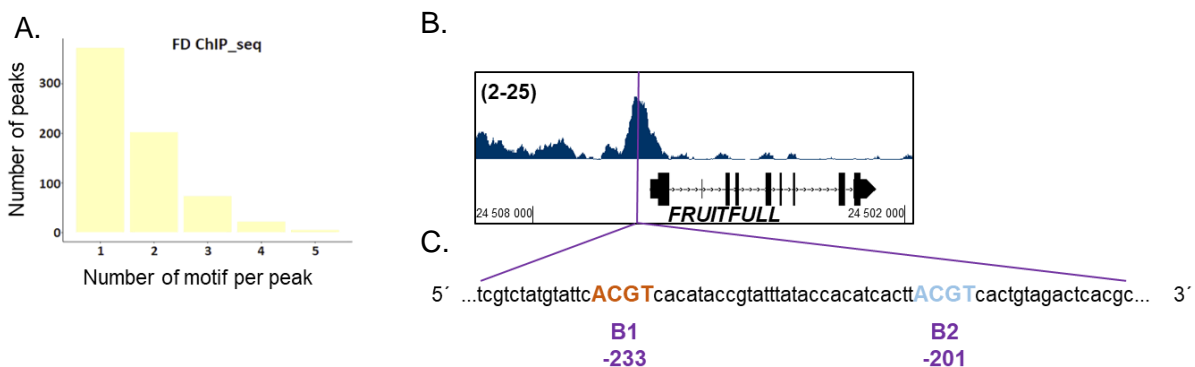 A.
FD ChIP_seq
Number of peaks
300
200
100
0
1 2 3 4 5
Number of motif per peak
B.
(2-25)
24 508 000
FRUITFULL
24 502 000
C.
5´ ...tcgtctatgtattcACGTcacataccgtatttataccacatcacttACGTcactgtagactcacgc... 3´
B1 B2
-233 -201